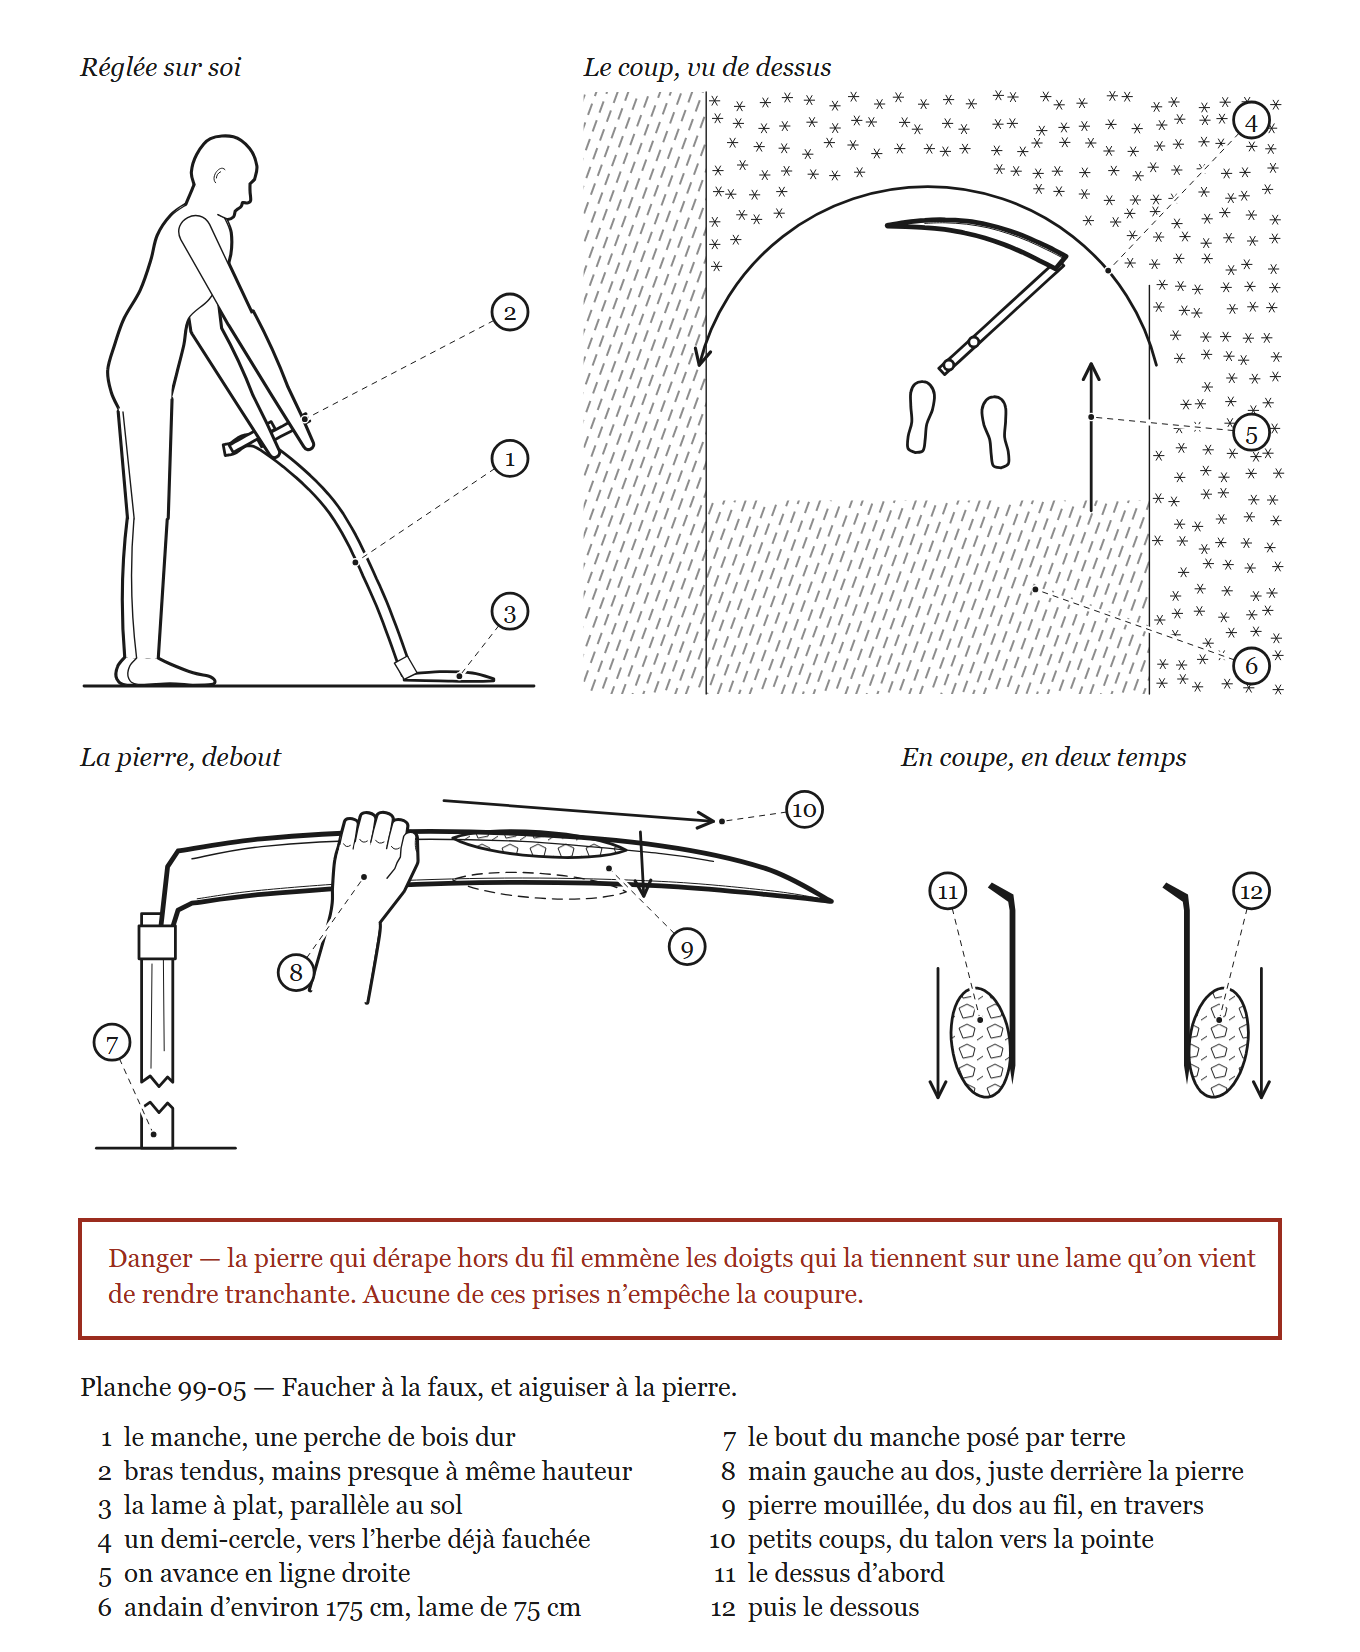 Réglée sur soi
Le coup, vu de dessus
4
2
5
1
3
6
La pierre, debout
En coupe, en deux temps
10
11
12
9
8
7
Danger — la pierre qui dérape hors du fil emmène les doigts qui la tiennent sur une lame qu’on vient
de rendre tranchante. Aucune de ces prises n’empêche la coupure.
Planche 99-05 — Faucher à la faux, et aiguiser à la pierre.
1 le manche, une perche de bois dur
2 bras tendus, mains presque à même hauteur
3 la lame à plat, parallèle au sol
4 un demi-cercle, vers l’herbe déjà fauchée
5 on avance en ligne droite
6 andain d’environ 175 cm, lame de 75 cm
7 le bout du manche posé par terre
8 main gauche au dos, juste derrière la pierre
9 pierre mouillée, du dos au fil, en travers
10 petits coups, du talon vers la pointe
11 le dessus d’abord
12 puis le dessous